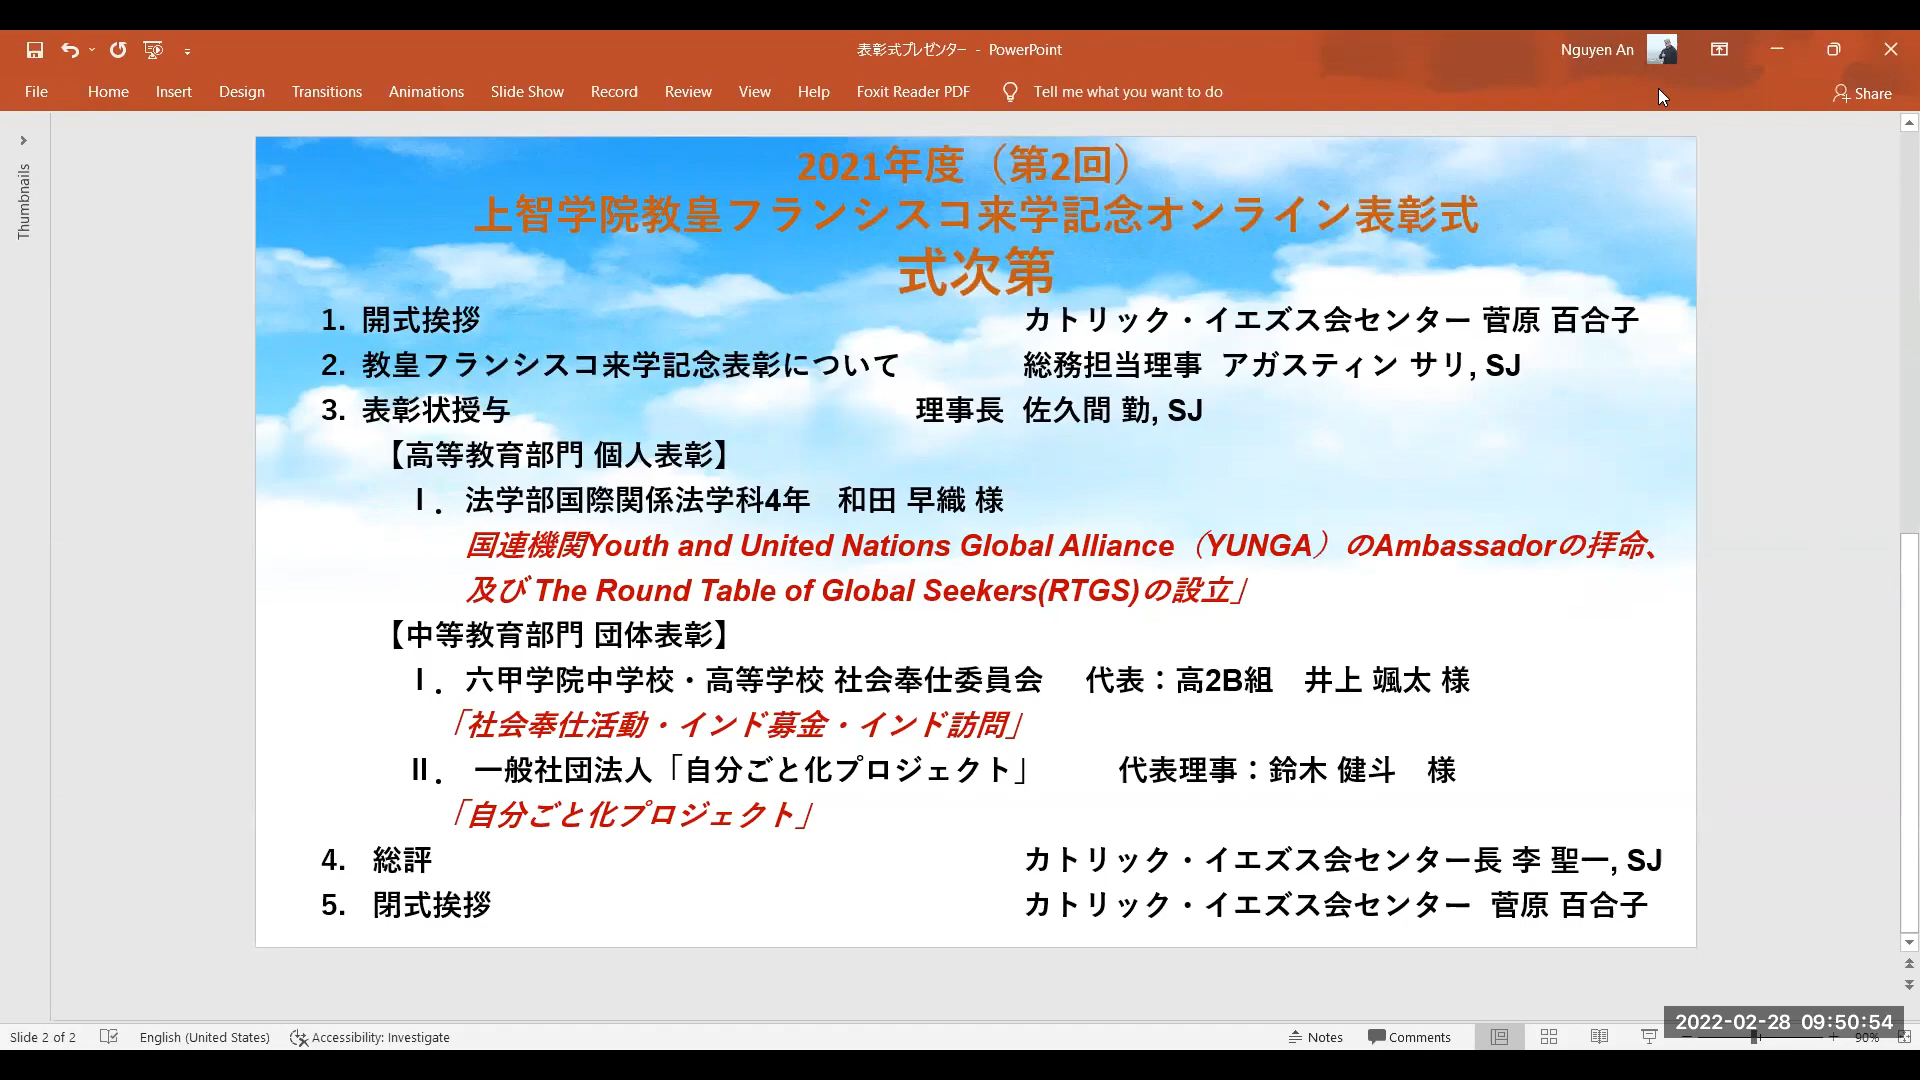 表彰式プレゼンター - PowerPoint
Nguyen An
File Home Insert Design Transitions Animations Slide Show Record Review View Help Foxit Reader PDF Tell me what you want to do Share
Thumbnails
2021年度（第2回）
上智学院教皇フランシスコ来学記念オンライン表彰式
式次第
1. 開式挨拶 カトリック・イエズス会センター 菅原 百合子
2. 教皇フランシスコ来学記念表彰について 総務担当理事 アガスティン サリ, SJ
3. 表彰状授与 理事長 佐久間 勤, SJ
【高等教育部門 個人表彰】
Ⅰ. 法学部国際関係法学科4年 和田 早織 様
国連機関Youth and United Nations Global Alliance（YUNGA）のAmbassadorの拝命、
及び The Round Table of Global Seekers(RTGS)の設立」
【中等教育部門 団体表彰】
Ⅰ. 六甲学院中学校・高等学校 社会奉仕委員会 代表：高2B組 井上 颯太 様
「社会奉仕活動・インド募金・インド訪問」
Ⅱ. 一般社団法人「自分ごと化プロジェクト」 代表理事：鈴木 健斗 様
「自分ごと化プロジェクト」
4. 総評 カトリック・イエズス会センター長 李 聖一, SJ
5. 閉式挨拶 カトリック・イエズス会センター 菅原 百合子
2022-02-28 09:50:54
Slide 2 of 2 English (United States) Accessibility: Investigate Notes Comments 90%